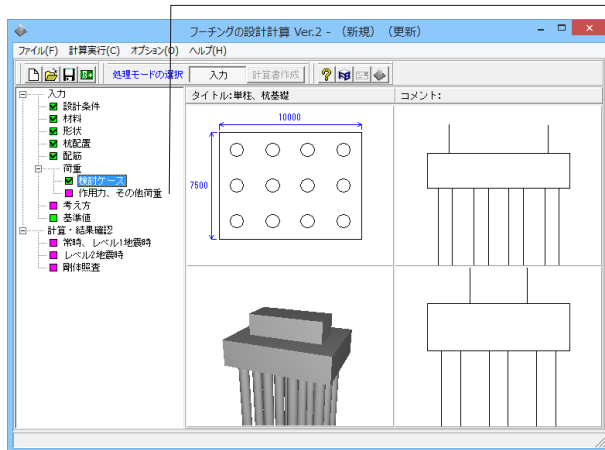 フーチングの設計計算 Ver.2 - （新規）（更新）
ファイル(F) 計算実行(C) オプション(O) ヘルプ(H)
処理モードの選択 入力 計算書作成
入力
設計条件
材料
形状
杭配置
配筋
荷重
検討ケース
作用力、その他荷重
考え方
基準値
計算・結果確認
常時、レベル1地震時
レベル2地震時
剛体照査
タイトル:単柱、杭基礎
コメント:
10000
7500